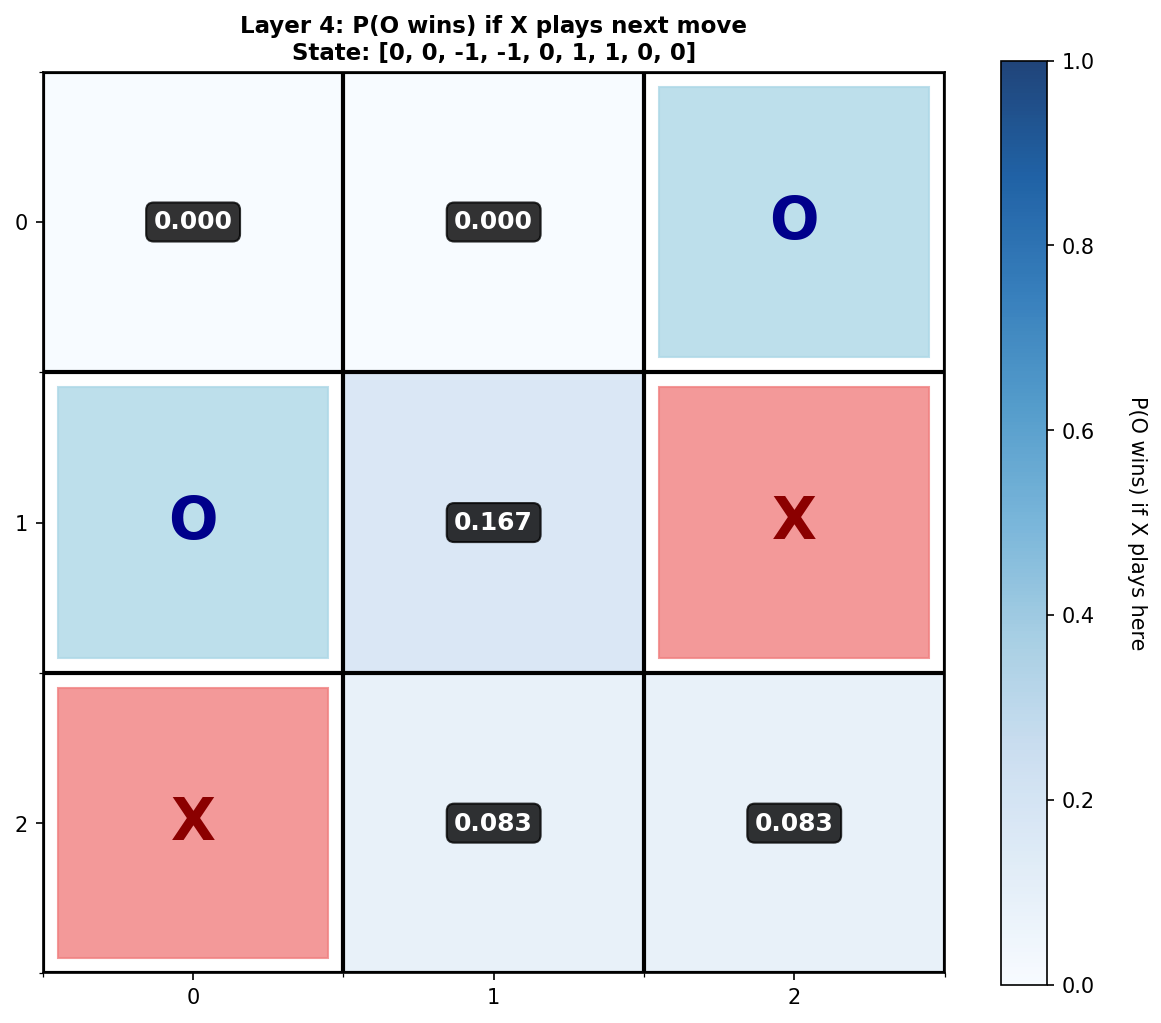 Layer 4: P(O wins) if X plays next move
State: [0, 0, -1, -1, 0, 1, 1, 0, 0]
0
0.000
0.000
O
1
O
0.167
X
2
X
0.083
0.083
0
1
2
1.0
0.8
0.6
0.4
0.2
0.0
P(O wins) if X plays here